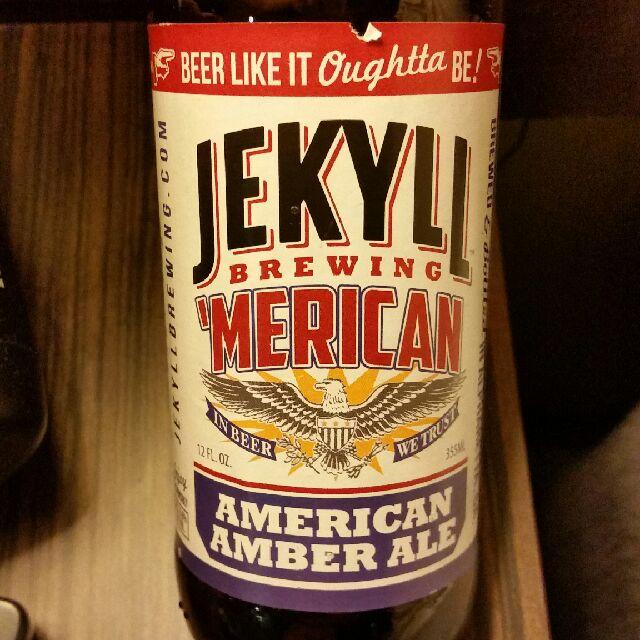 BEER LIKE IT Oughtta BE!
JEKYLL
BREWING
'MERICAN
IN BEER WE TRUST
12 FL. OZ. 355ML
AMERICAN
AMBER ALE
JEKYLLBREWING.COM
BREWED &